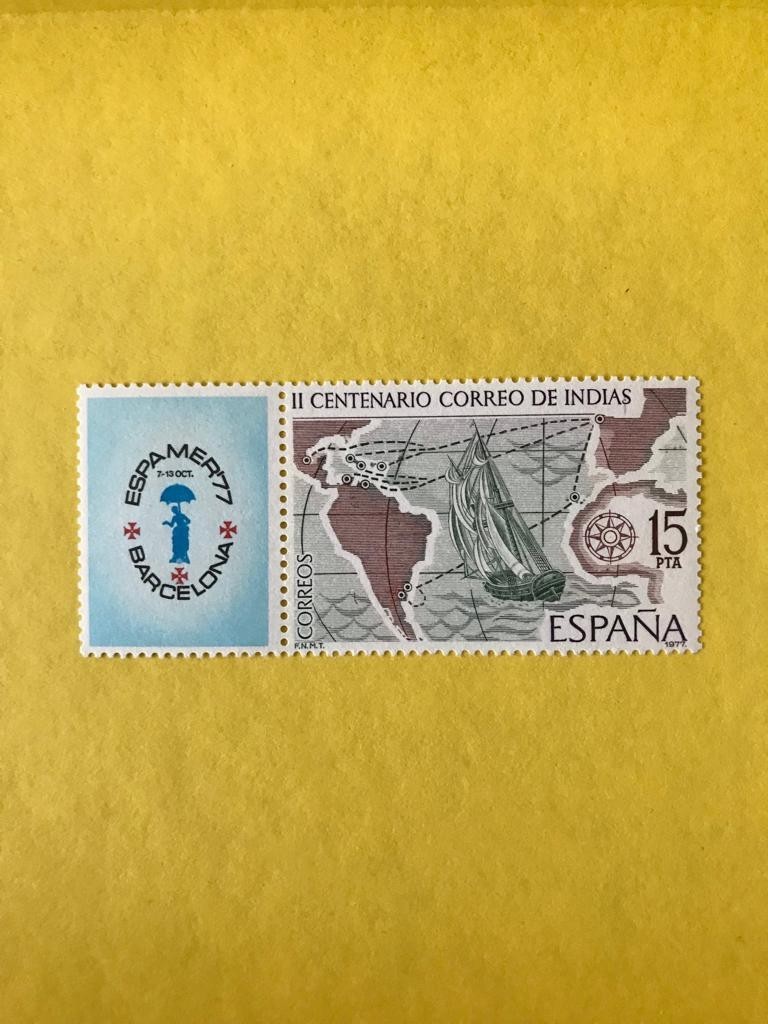 ESPAMER'77
7-13 OCT.
BARCELONA
II CENTENARIO CORREO DE INDIAS
CORREOS
15
PTA
ESPAÑA
F.N.M.T.
1977